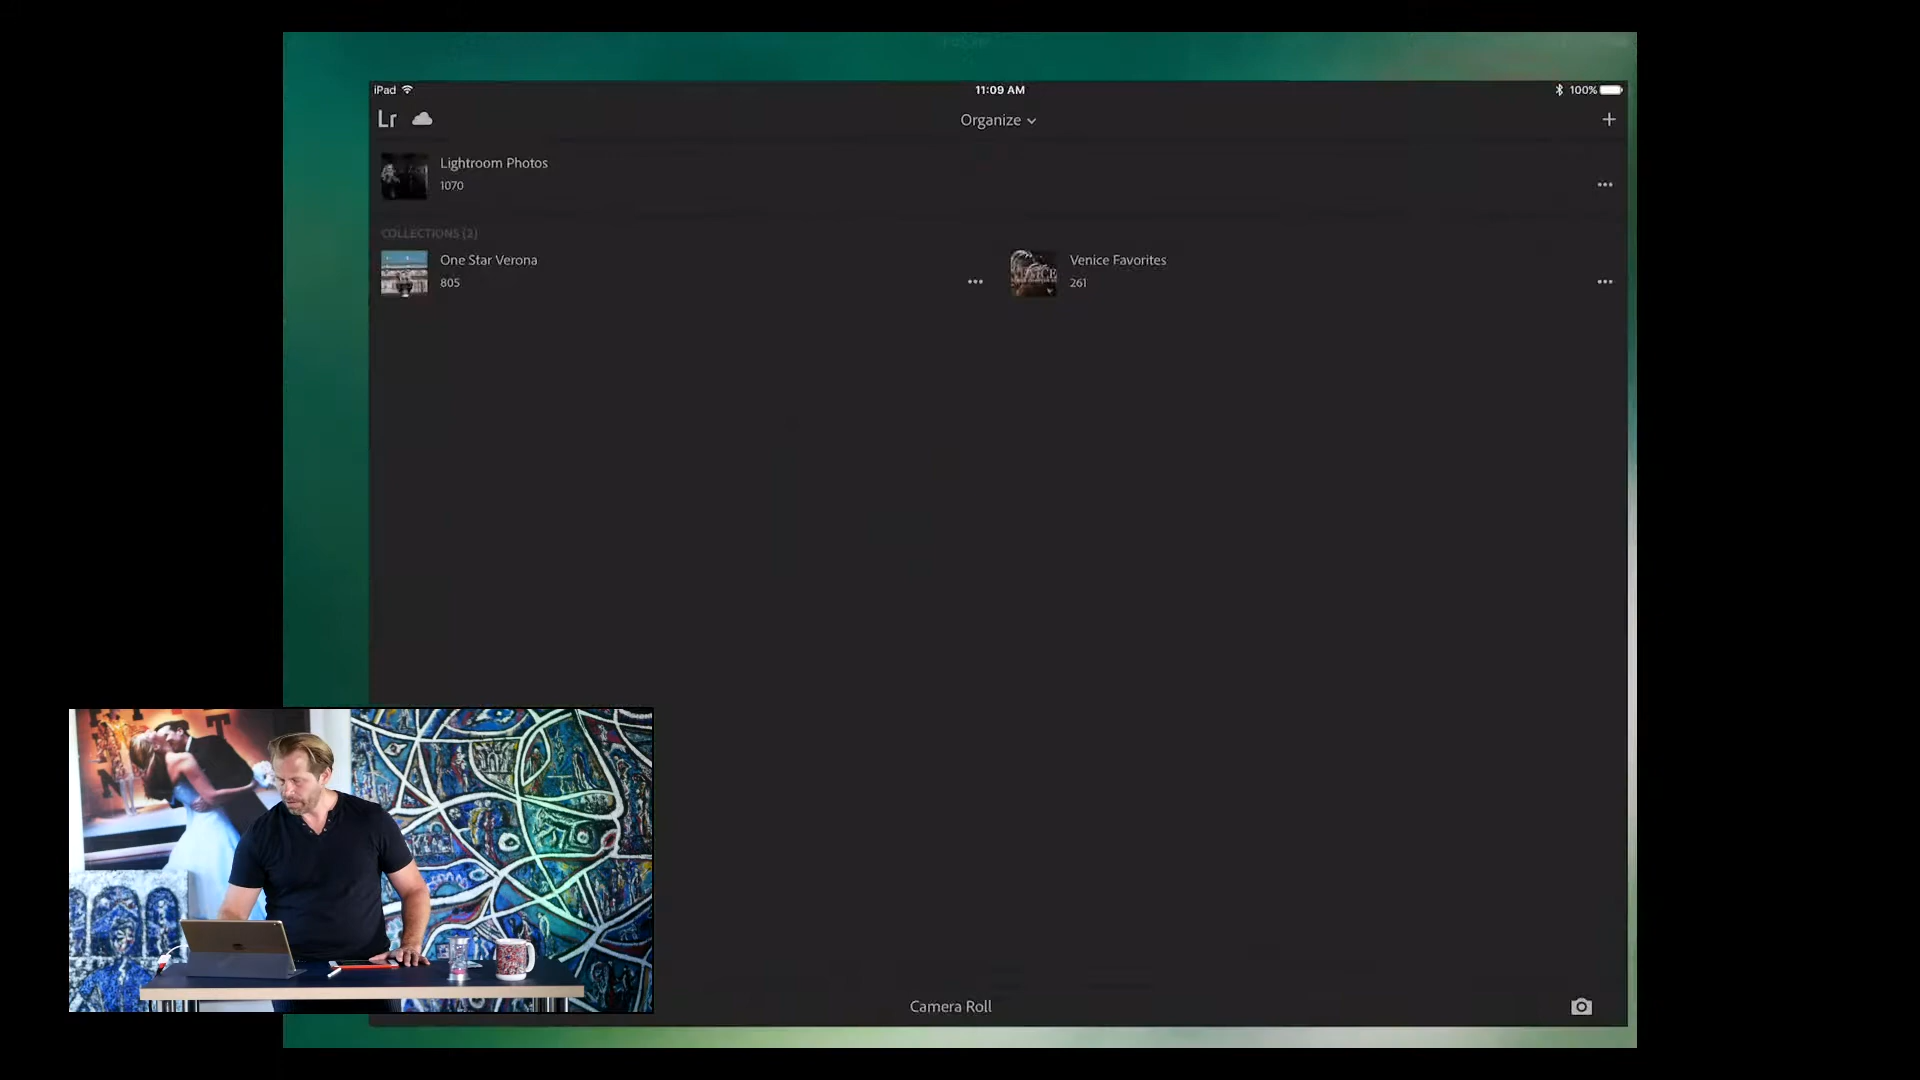 iPad
11:09 AM
100%
Lr
Organize
+
Lightroom Photos
1070
COLLECTIONS (2)
One Star Verona
805
Venice Favorites
261
VENICE
Camera Roll